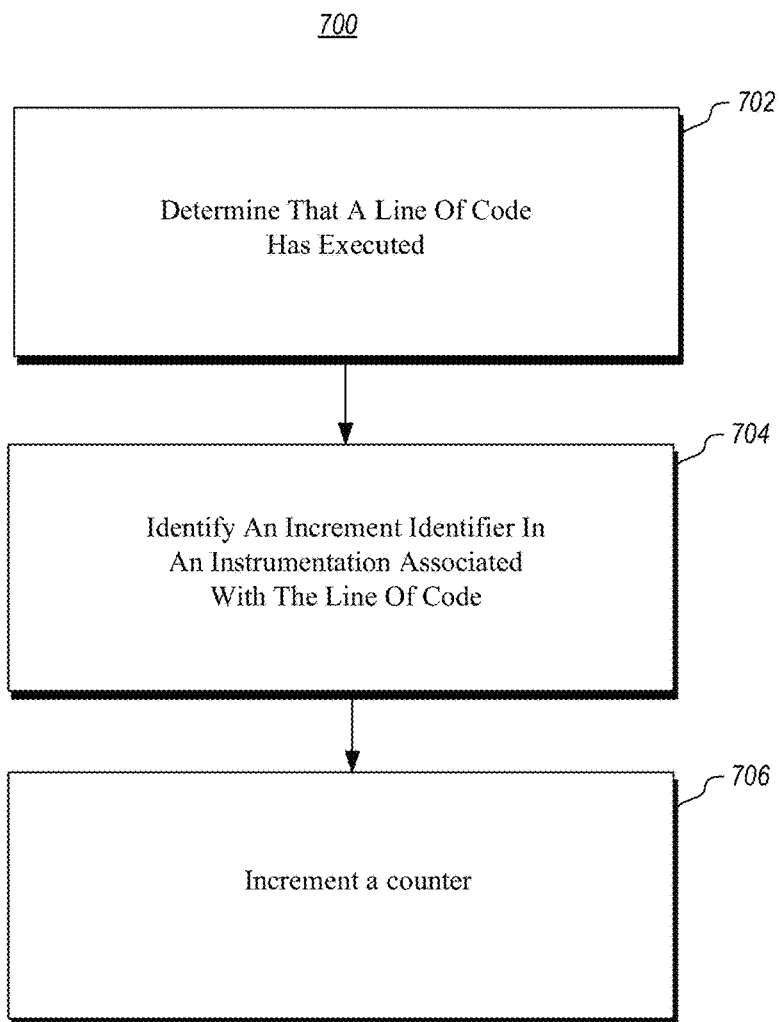 700
702
Determine That A Line Of Code
Has Executed
704
Identify An Increment Identifier In
An Instrumentation Associated
With The Line Of Code
706
Increment a counter